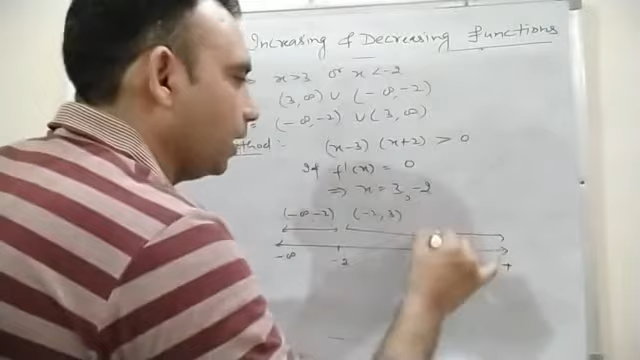 Increasing & Decreasing Functions
x>3 or x<-2
(3, ∞) ∪ (-∞, -2)
= (-∞, -2) ∪ (3, ∞)
(x-3) (x+2) > 0
If f'(x) = 0
⇒ x = 3, -2
(-∞ -2) (-2, 3)
-∞ -2